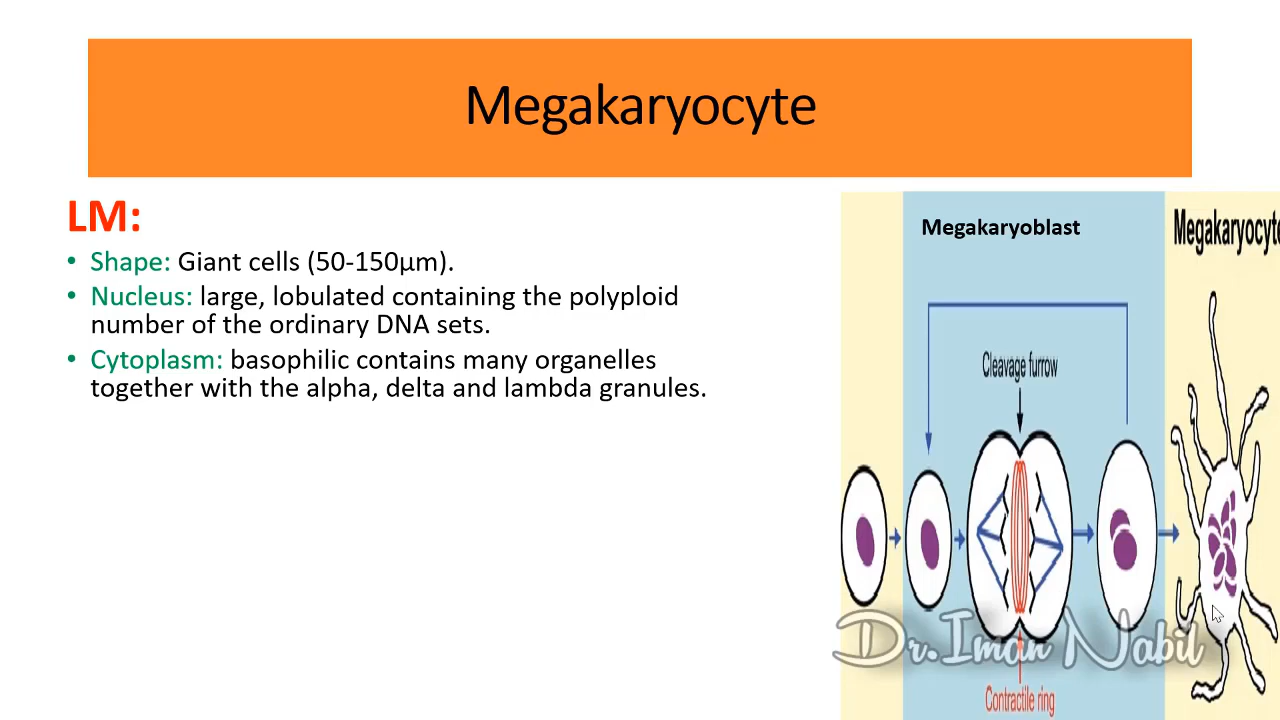 Megakaryocyte
LM:
• Shape: Giant cells (50-150µm).
• Nucleus: large, lobulated containing the polyploid
number of the ordinary DNA sets.
• Cytoplasm: basophilic contains many organelles
together with the alpha, delta and lambda granules.
Megakaryoblast
Megakaryocyte
Cleavage furrow
Dr.Iman Nabil
Contractile ring